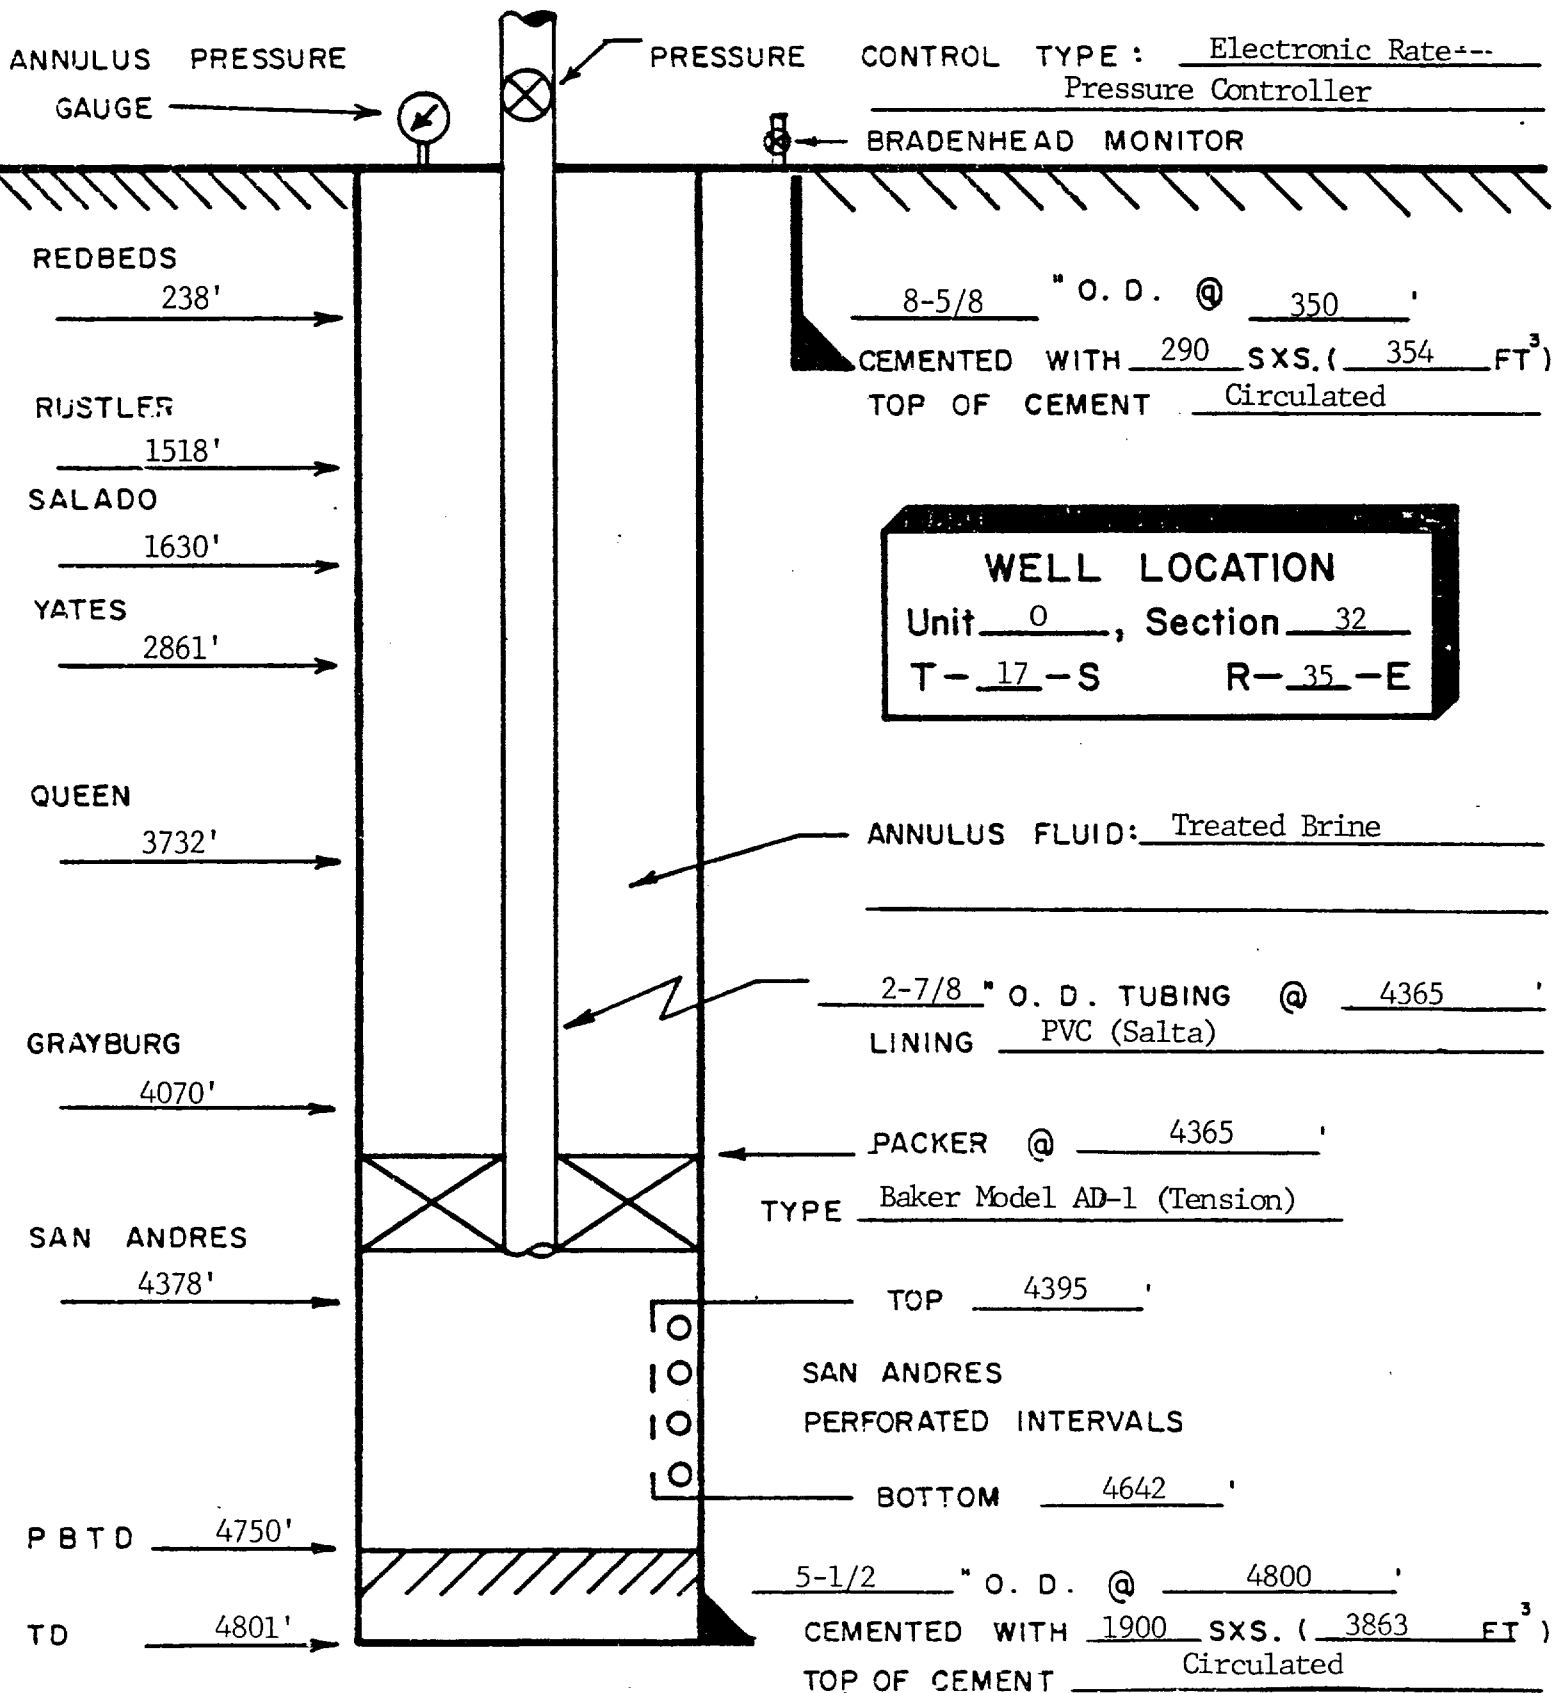 ANNULUS PRESSURE
GAUGE
PRESSURE CONTROL TYPE: Electronic Rate---
Pressure Controller
BRADENHEAD MONITOR
REDBEDS
238'
8-5/8 " O. D. @ 350 '
CEMENTED WITH 290 SXS. ( 354 FT³)
TOP OF CEMENT Circulated
RUSTLER
1518'
SALADO
1630'
YATES
2861'
WELL LOCATION
Unit O, Section 32
T-17-S R-35-E
QUEEN
3732'
ANNULUS FLUID: Treated Brine
2-7/8 " O. D. TUBING @ 4365 '
LINING PVC (Salta)
GRAYBURG
4070'
PACKER @ 4365 '
TYPE Baker Model AD-1 (Tension)
SAN ANDRES
4378'
TOP 4395 '
SAN ANDRES
PERFORATED INTERVALS
BOTTOM 4642 '
PBTD 4750'
5-1/2 " O. D. @ 4800 '
TD 4801'
CEMENTED WITH 1900 SXS. ( 3863 FT³)
TOP OF CEMENT Circulated